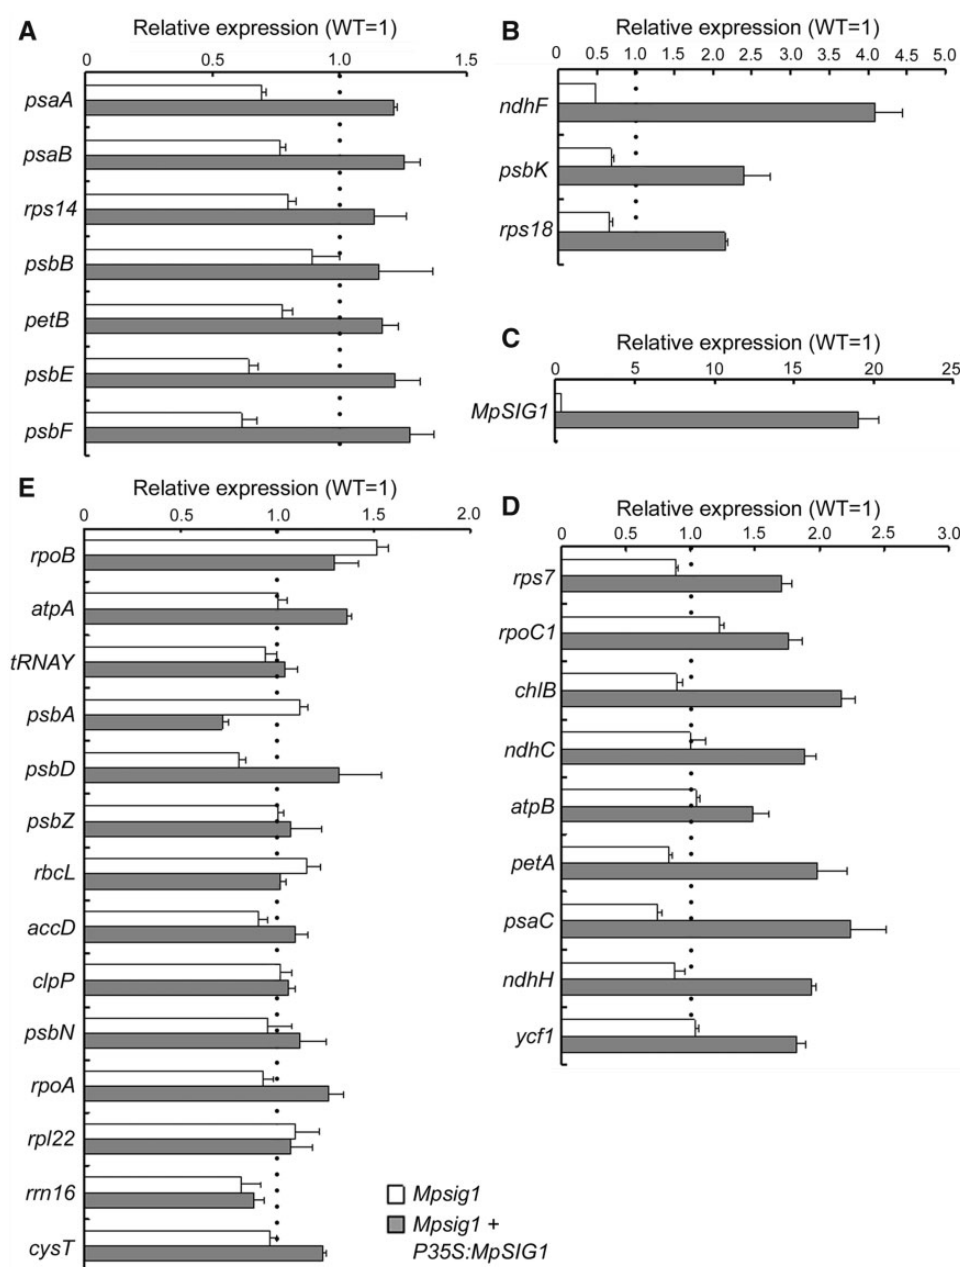 A
Relative expression (WT=1)
0 0.5 1.0 1.5
psaA
psaB
rps14
psbB
petB
psbE
psbF
B
Relative expression (WT=1)
0 0.5 1.0 1.5 2.0 2.5 3.0 3.5 4.0 4.5 5.0
ndhF
psbK
rps18
C
Relative expression (WT=1)
0 5 10 15 20 25
MpSIG1
E
Relative expression (WT=1)
0 0.5 1.0 1.5 2.0
rpoB
atpA
tRNAY
psbA
psbD
psbZ
rbcL
accD
clpP
psbN
rpoA
rpl22
rrn16
cysT
Mpsig1
Mpsig1 +
P35S:MpSIG1
D
Relative expression (WT=1)
0 0.5 1.0 1.5 2.0 2.5 3.0
rps7
rpoC1
chlB
ndhC
atpB
petA
psaC
ndhH
ycf1